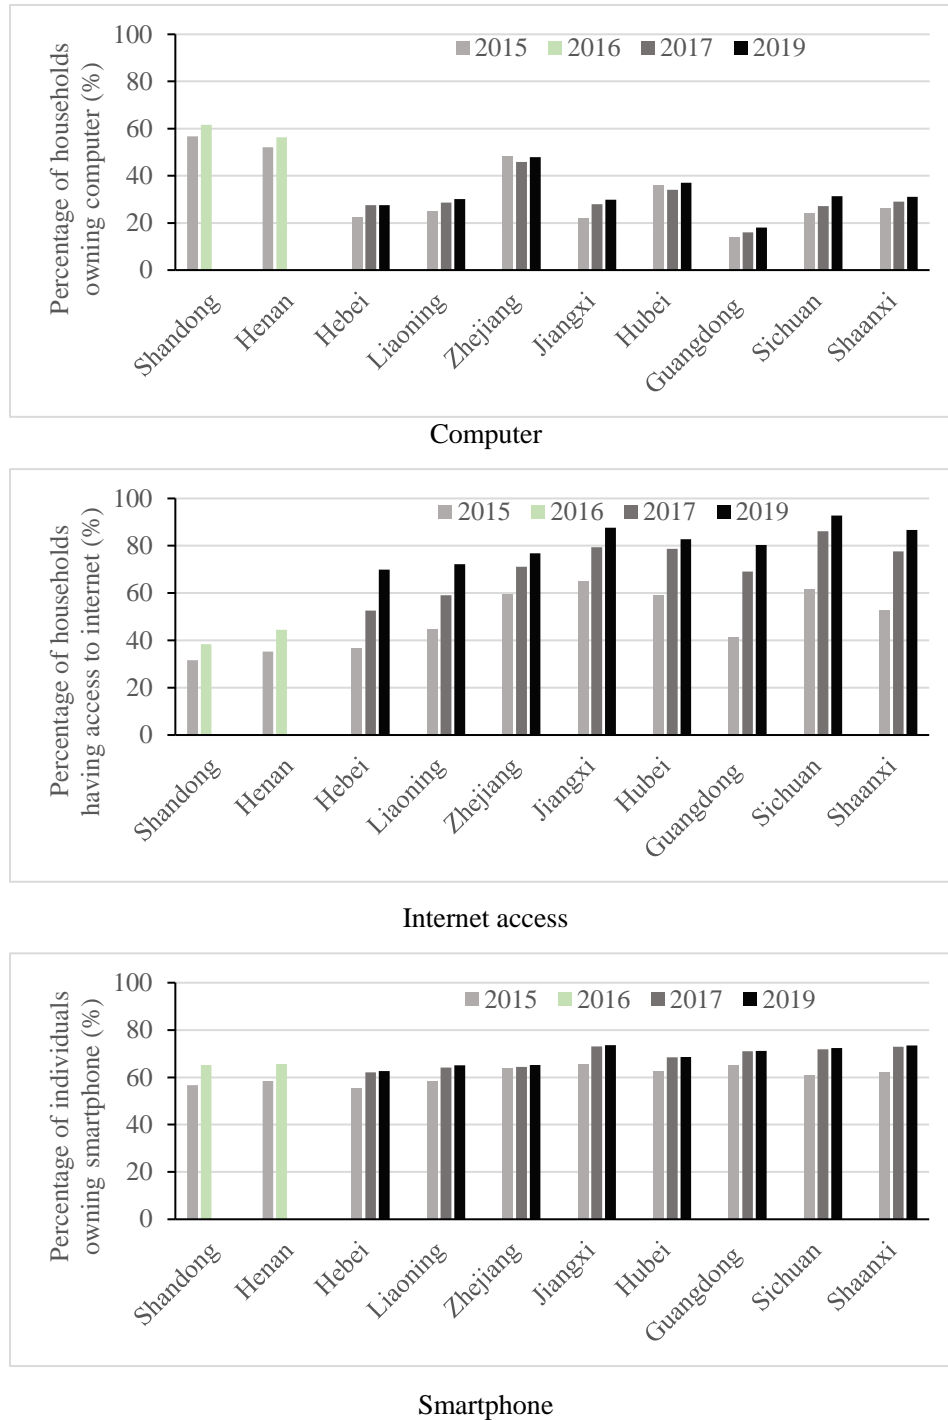 Percentage of households
owning computer (%)
100
80
60
40
20
0
2015 2016 2017 2019
Shandong
Henan
Hebei
Liaoning
Zhejiang
Jiangxi
Hubei
Guangdong
Sichuan
Shaanxi
Computer
Percentage of households
having access to internet (%)
100
80
60
40
20
0
2015 2016 2017 2019
Shandong
Henan
Hebei
Liaoning
Zhejiang
Jiangxi
Hubei
Guangdong
Sichuan
Shaanxi
Internet access
Percentage of individuals
owning smartphone (%)
100
80
60
40
20
0
2015 2016 2017 2019
Shandong
Henan
Hebei
Liaoning
Zhejiang
Jiangxi
Hubei
Guangdong
Sichuan
Shaanxi
Smartphone